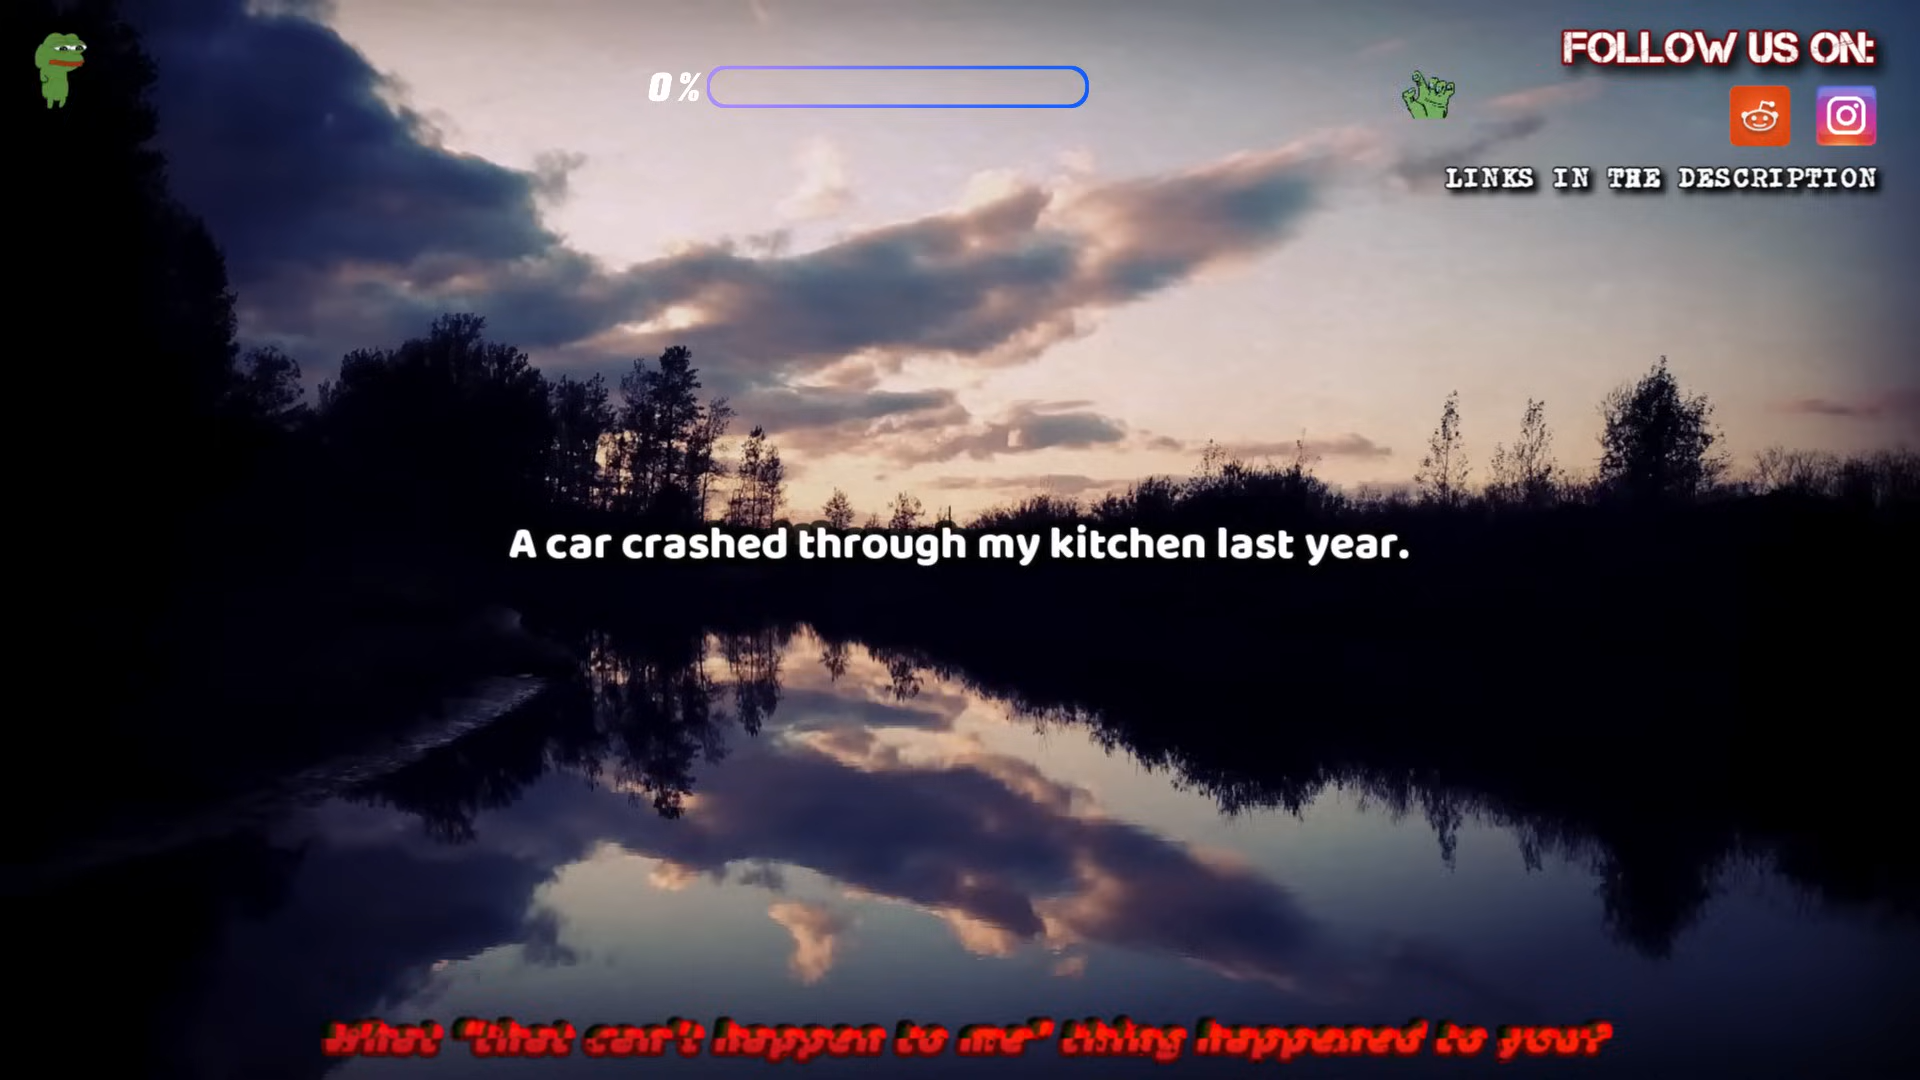 0%
FOLLOW US ON:
LINKS IN THE DESCRIPTION
A car crashed through my kitchen last year.
What "that can't happen to me" thing happened to you?